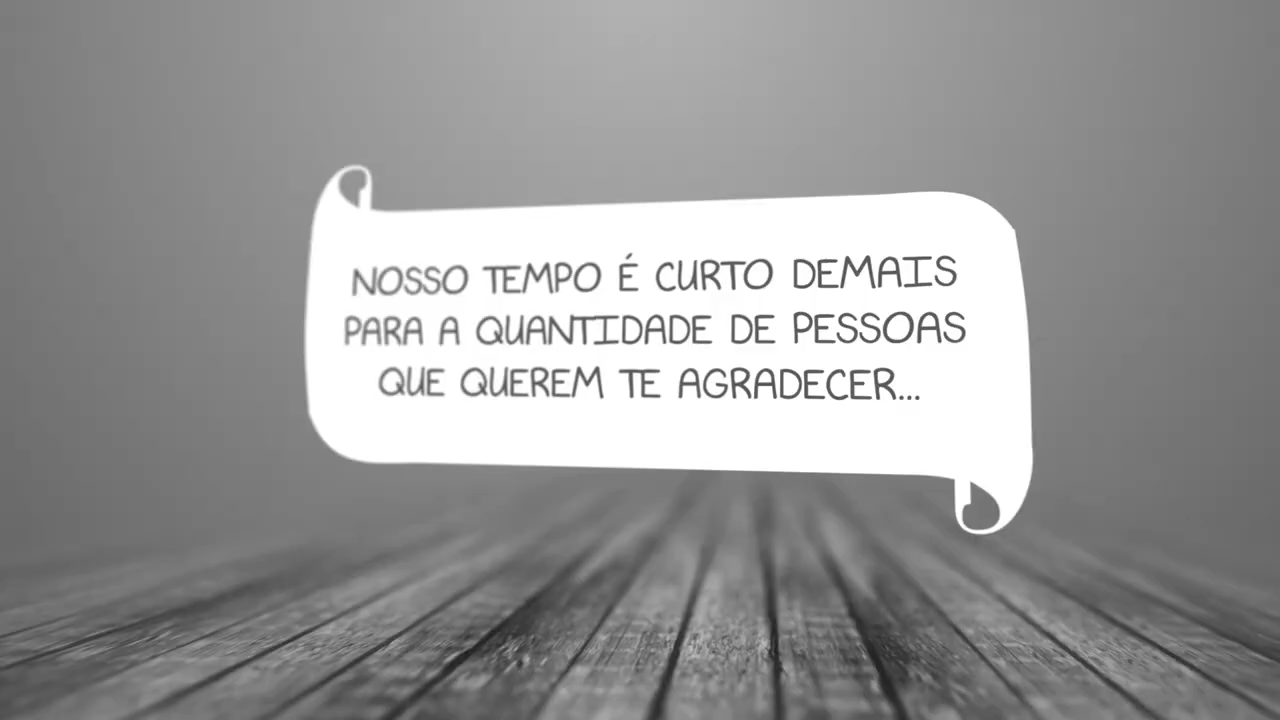 NOSSO TEMPO É CURTO DEMAIS
PARA A QUANTIDADE DE PESSOAS
QUE QUEREM TE AGRADECER...